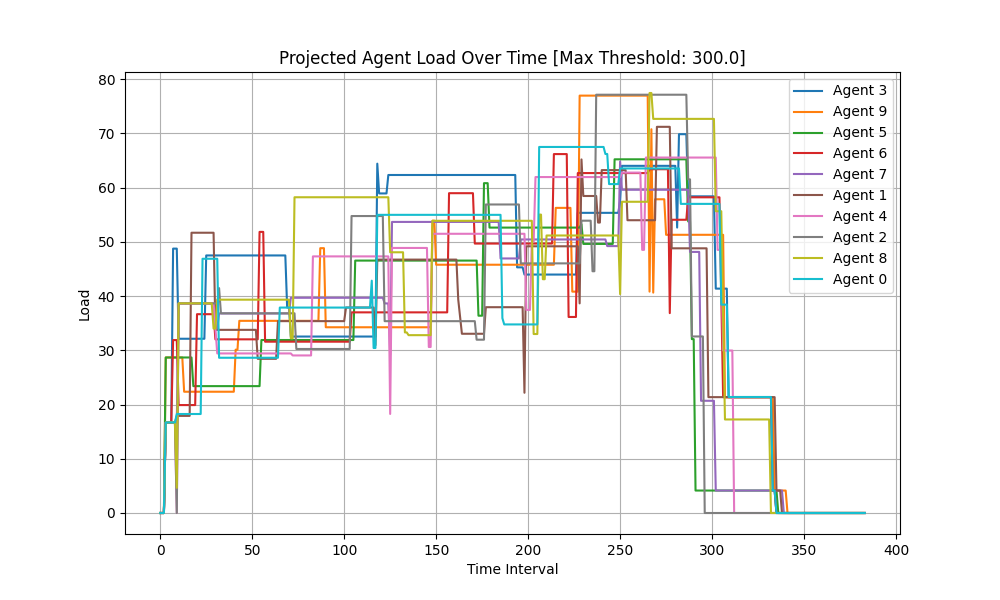 Projected Agent Load Over Time [Max Threshold: 300.0]
Load
80
70
60
50
40
30
20
10
0
0 50 100 150 200 250 300 350 400
Time Interval
Agent 3
Agent 9
Agent 5
Agent 6
Agent 7
Agent 1
Agent 4
Agent 2
Agent 8
Agent 0